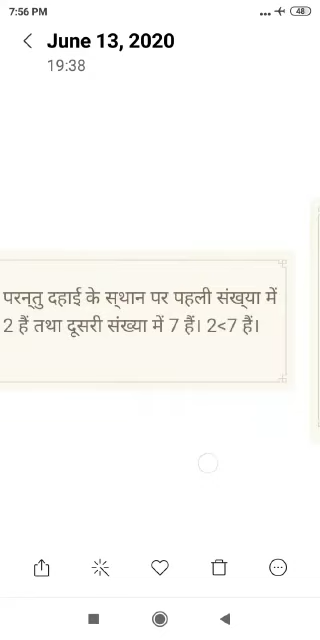 7:56 PM
48
June 13, 2020
19:38
परन्तु दहाई के स्थान पर पहली संख्या में
2 हैं तथा दूसरी संख्या में 7 हैं। 2<7 हैं।